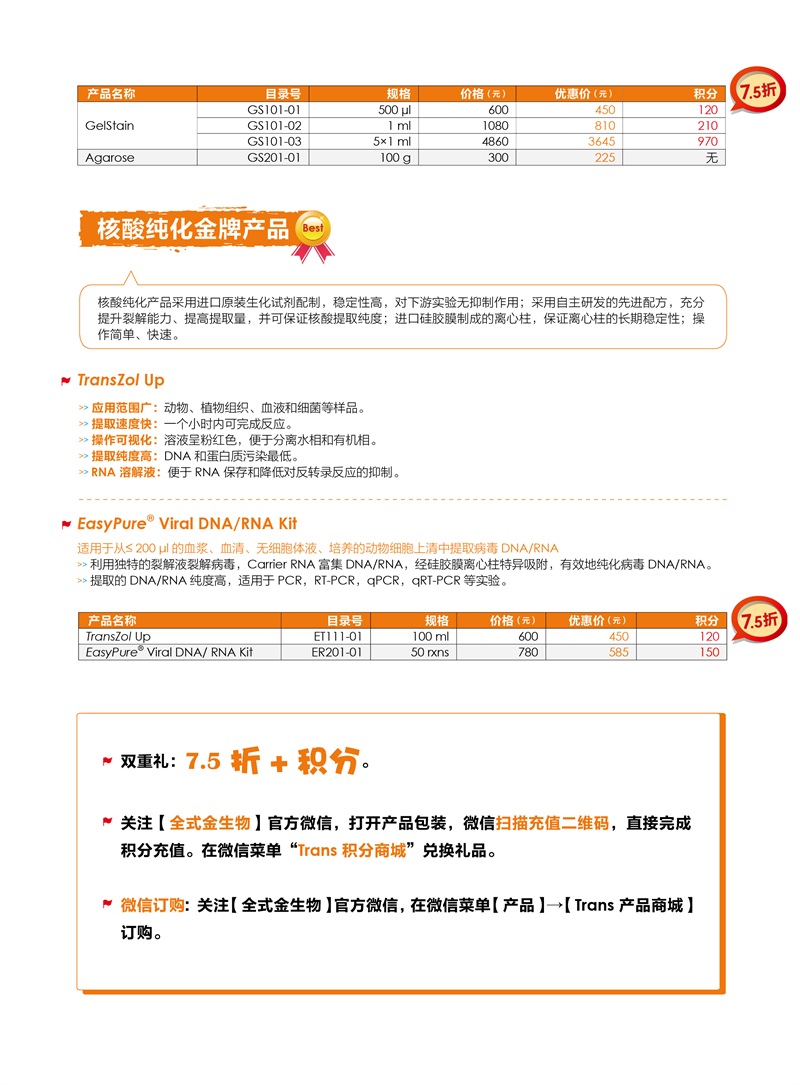 7.5折
产品名称 目录号 规格 价格（元） 优惠价（元） 积分
GelStain GS101-01 500 µl 600 450 120
GS101-02 1 ml 1080 810 210
GS101-03 5×1 ml 4860 3645 970
Agarose GS201-01 100 g 300 225 无
核酸纯化金牌产品 Best
核酸纯化产品采用进口原装生化试剂配制，稳定性高，对下游实验无抑制作用；采用自主研发的先进配方，充分
提升裂解能力、提高提取量，并可保证核酸提取纯度；进口硅胶膜制成的离心柱，保证离心柱的长期稳定性；操
作简单、快速。
TransZol Up
>> 应用范围广：动物、植物组织、血液和细菌等样品。
>> 提取速度快：一个小时内可完成反应。
>> 操作可视化：溶液呈粉红色，便于分离水相和有机相。
>> 提取纯度高：DNA 和蛋白质污染最低。
>> RNA 溶解液：便于 RNA 保存和降低对反转录反应的抑制。
EasyPure® Viral DNA/RNA Kit
适用于从≤ 200 µl 的血浆、血清、无细胞体液、培养的动物细胞上清中提取病毒 DNA/RNA
>> 利用独特的裂解液裂解病毒，Carrier RNA 富集 DNA/RNA，经硅胶膜离心柱特异吸附，有效地纯化病毒 DNA/RNA。
>> 提取的 DNA/RNA 纯度高，适用于 PCR，RT-PCR，qPCR，qRT-PCR 等实验。
7.5折
产品名称 目录号 规格 价格（元） 优惠价（元） 积分
TransZol Up ET111-01 100 ml 600 450 120
EasyPure® Viral DNA/ RNA Kit ER201-01 50 rxns 780 585 150
双重礼：7.5 折 + 积分。
关注【 全式金生物 】官方微信，打开产品包装，微信扫描充值二维码，直接完成
积分充值。在微信菜单“Trans 积分商城”兑换礼品。
微信订购：关注【 全式金生物 】官方微信，在微信菜单【 产品 】→【 Trans 产品商城 】
订购。